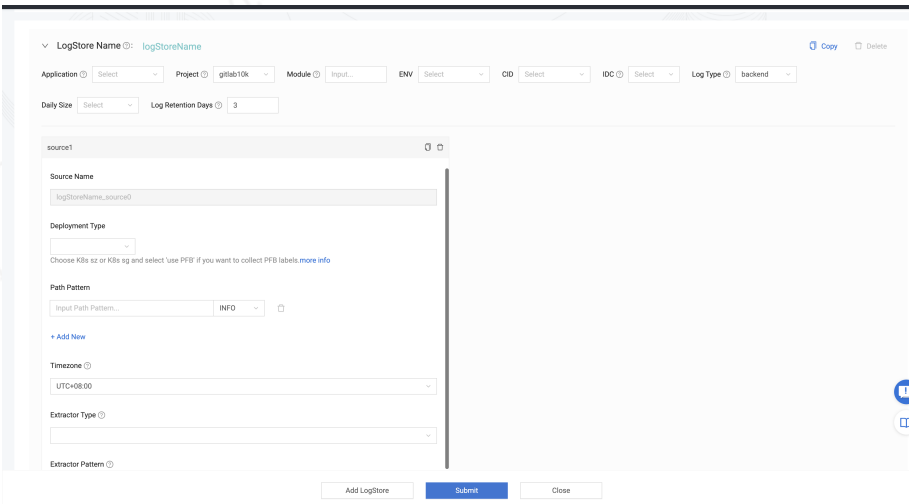 LogStore Name ?: logStoreName
Copy Delete
Application ? Select Project ? gitlab10k Module ? Input... ENV Select CID Select IDC ? Select Log Type ? backend
Daily Size Select Log Retention Days ? 3
source1
Source Name
logStoreName_source0
Deployment Type
Choose K8s sz or K8s sg and select 'use PFB' if you want to collect PFB labels more info
Path Pattern
Input Path Pattern... INFO
+ Add New
Timezone ?
UTC+08:00
Extractor Type ?
Extractor Pattern ?
Add LogStore Submit Close